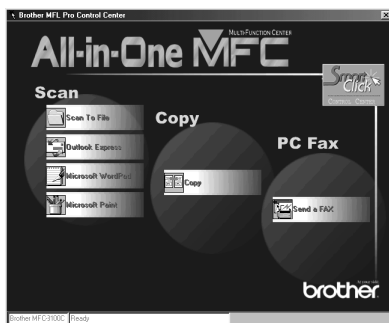 Brother MFL Pro Control Center
MULTI-FUNCTION CENTER
All-in-One MFC
Smart Click
CONTROL CENTER
Scan
Scan To File
Outlook Express
Microsoft WordPad
Microsoft Paint
Copy
Copy
PC Fax
Send a FAX
brother
Brother MFC-3100C
Ready